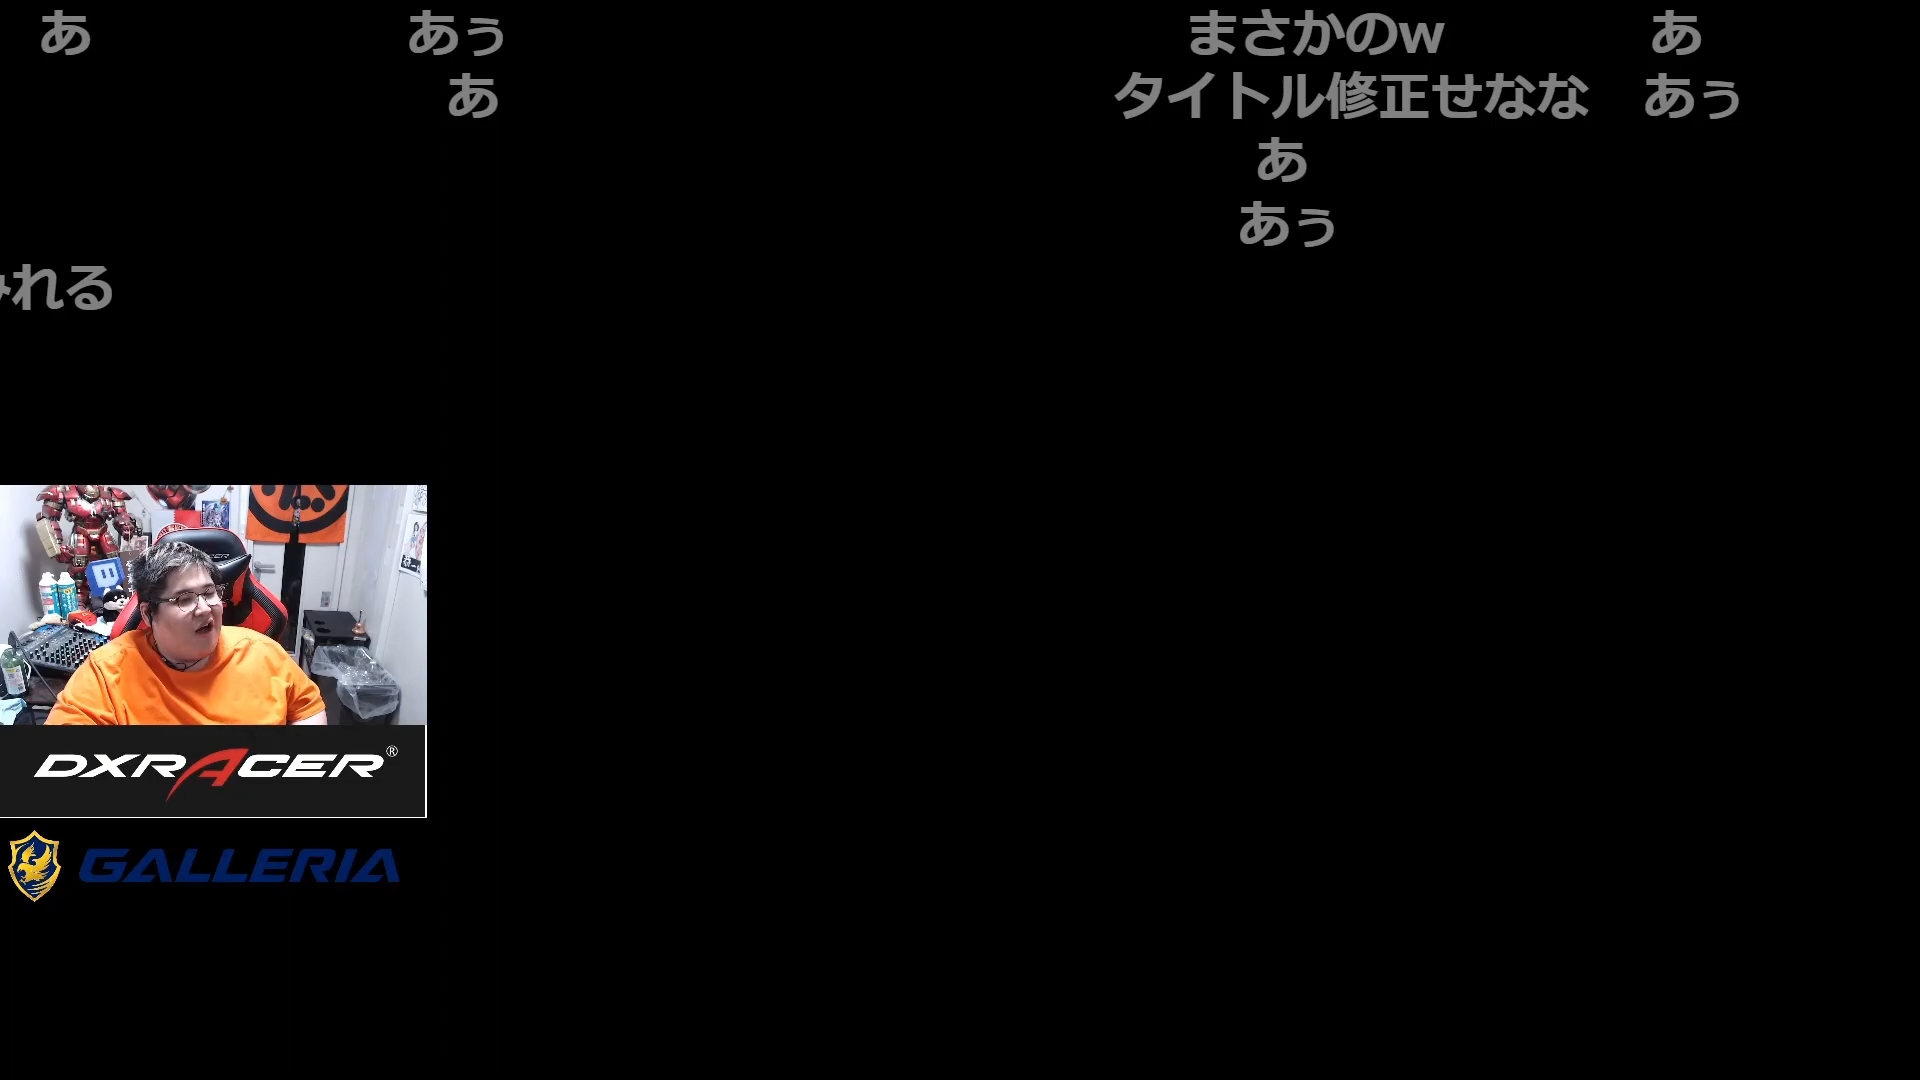 あ
あぅ
まさかのw
あ
あ
タイトル修正せなな
あぅ
あ
あぅ
れる
DXRACER®
GALLERIA